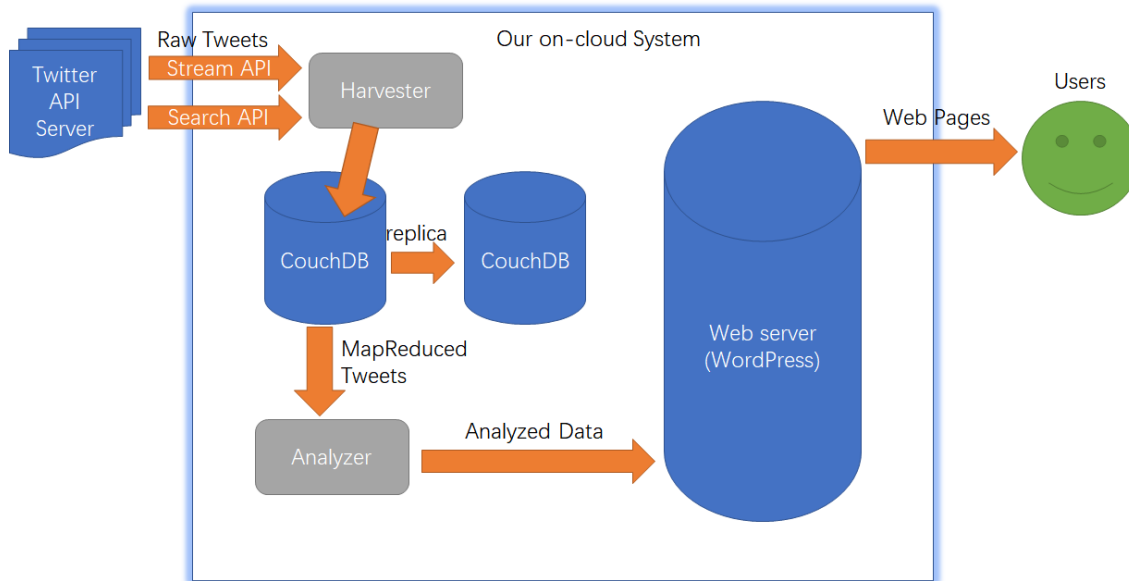 Our on-cloud System
Raw Tweets
Stream API
Search API
Twitter
API
Server
Harvester
Users
Web Pages
replica
CouchDB
CouchDB
Web server
(WordPress)
MapReduced
Tweets
Analyzed Data
Analyzer